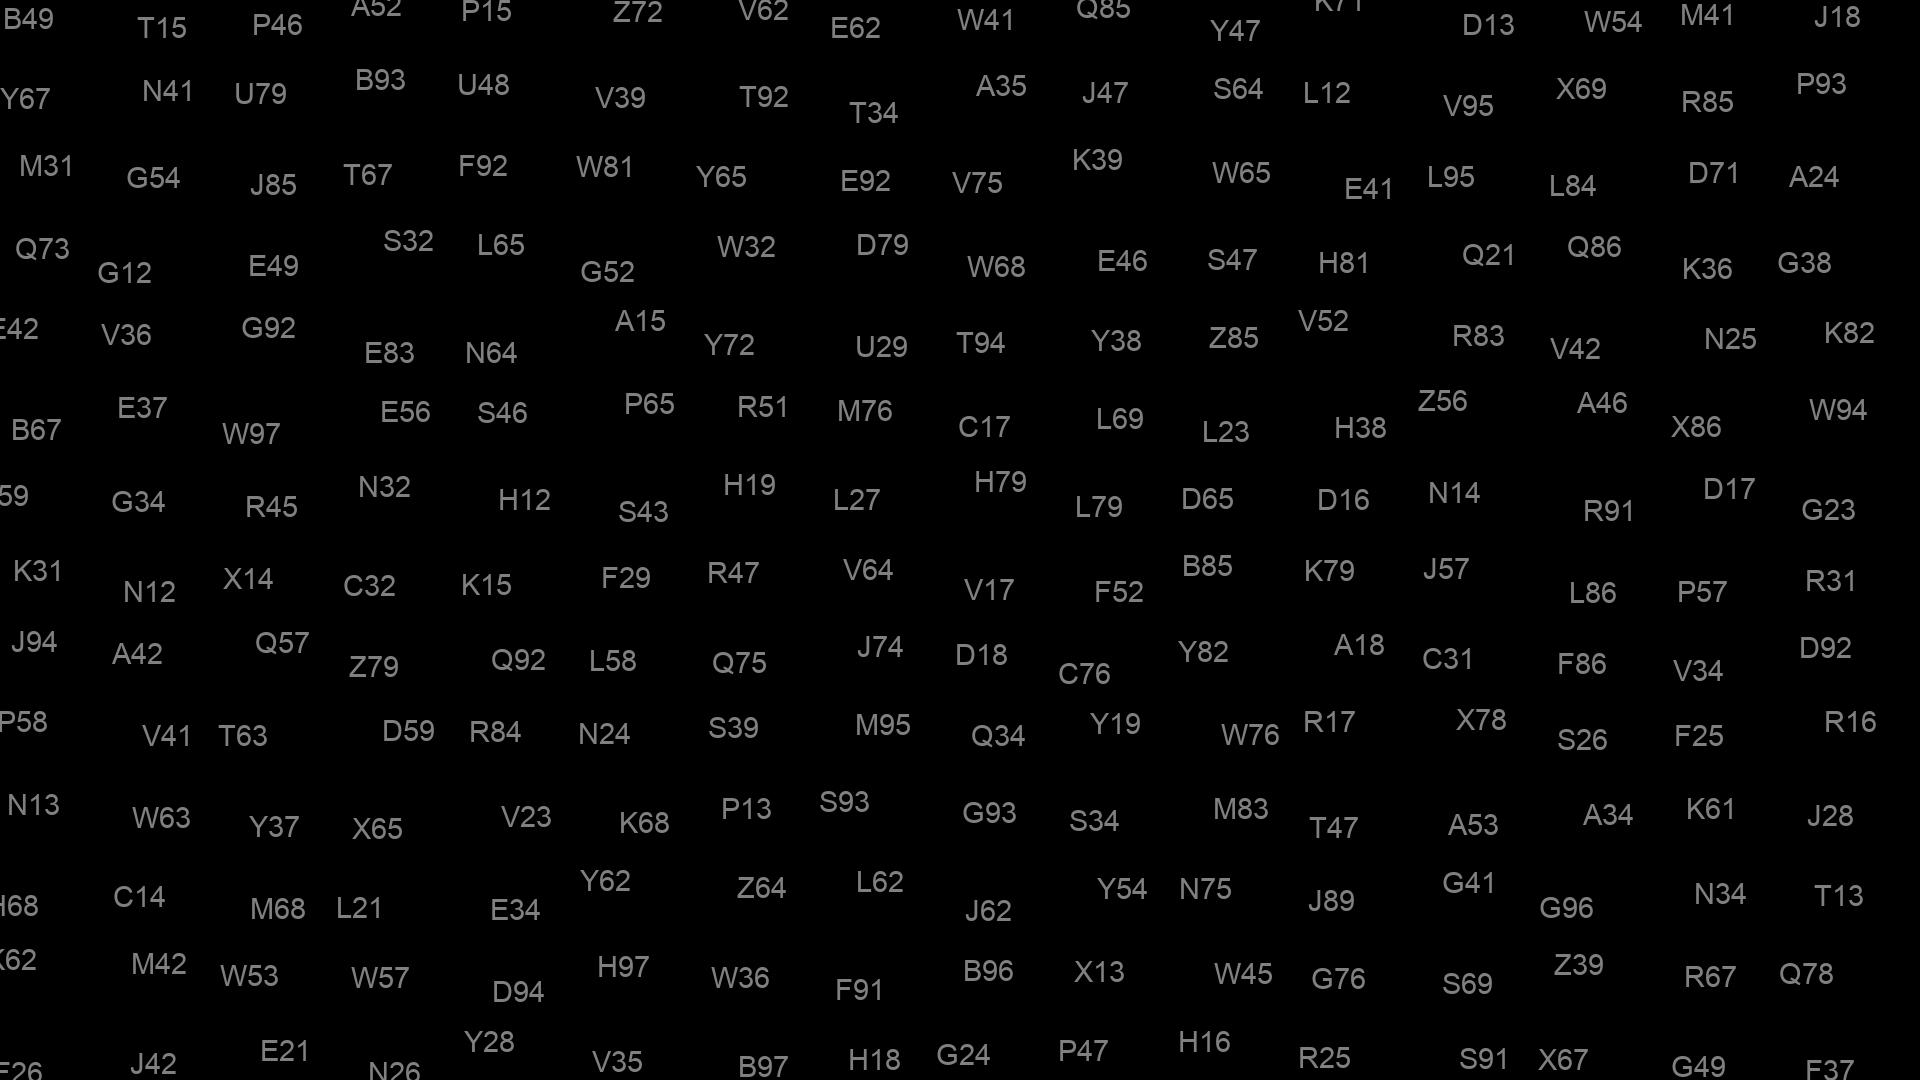 B49 T15 P46 A52 P15 Z72 V62 E62 W41 Q85 Y47 K71 D13 W54 M41 J18
Y67 N41 U79 B93 U48 V39 T92 T34 A35 J47 S64 L12 V95 X69 R85 P93
M31 G54 J85 T67 F92 W81 Y65 E92 V75 K39 W65 E41 L95 L84 D71 A24
Q73 G12 E49 S32 L65 G52 W32 D79 W68 E46 S47 H81 Q21 Q86 K36 G38
E42 V36 G92 E83 N64 A15 Y72 U29 T94 Y38 Z85 V52 R83 V42 N25 K82
B67 E37 W97 E56 S46 P65 R51 M76 C17 L69 L23 H38 Z56 A46 X86 W94
59 G34 R45 N32 H12 S43 H19 L27 H79 L79 D65 D16 N14 R91 D17 G23
K31 N12 X14 C32 K15 F29 R47 V64 V17 F52 B85 K79 J57 L86 P57 R31
J94 A42 Q57 Z79 Q92 L58 Q75 J74 D18 C76 Y82 A18 C31 F86 V34 D92
P58 V41 T63 D59 R84 N24 S39 M95 Q34 Y19 W76 R17 X78 S26 F25 R16
N13 W63 Y37 X65 V23 K68 P13 S93 G93 S34 M83 T47 A53 A34 K61 J28
H68 C14 M68 L21 E34 Y62 Z64 L62 J62 Y54 N75 J89 G41 G96 N34 T13
K62 M42 W53 W57 D94 H97 W36 F91 B96 X13 W45 G76 S69 Z39 R67 Q78
J42 E21 N26 Y28 V35 B97 H18 G24 P47 H16 R25 S91 X67 G49 F37